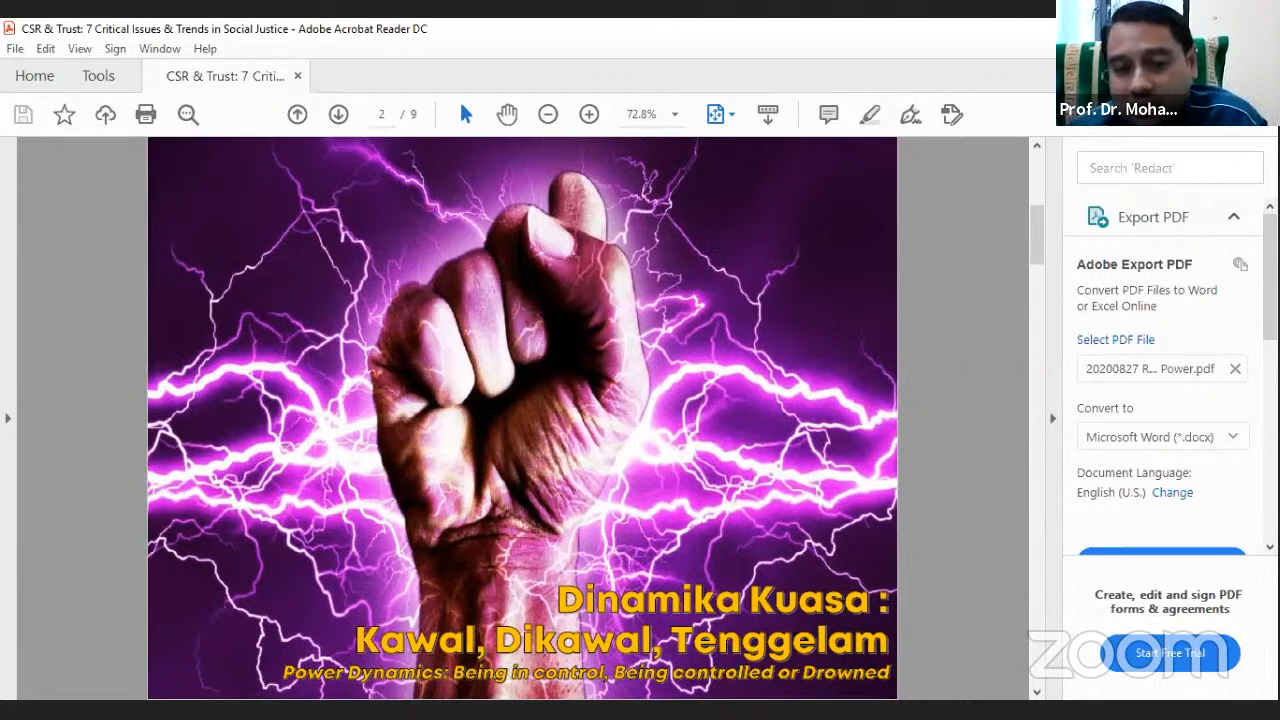 CSR & Trust: 7 Critical Issues & Trends in Social Justice - Adobe Acrobat Reader DC
File Edit View Sign Window Help
Home Tools CSR & Trust: 7 Criti... ×
2 / 9 72.8%
Prof. Dr. Moha...
Search 'Redact'
Export PDF
Adobe Export PDF
Convert PDF Files to Word
or Excel Online
Select PDF File
20200827 R... Power.pdf
Convert to
Microsoft Word (*.docx)
Document Language:
English (U.S.) Change
Create, edit and sign PDF
forms & agreements
Start Free Trial
zoom
Dinamika Kuasa :
Kawal, Dikawal, Tenggelam
Power Dynamics: Being in control, Being controlled or Drowned